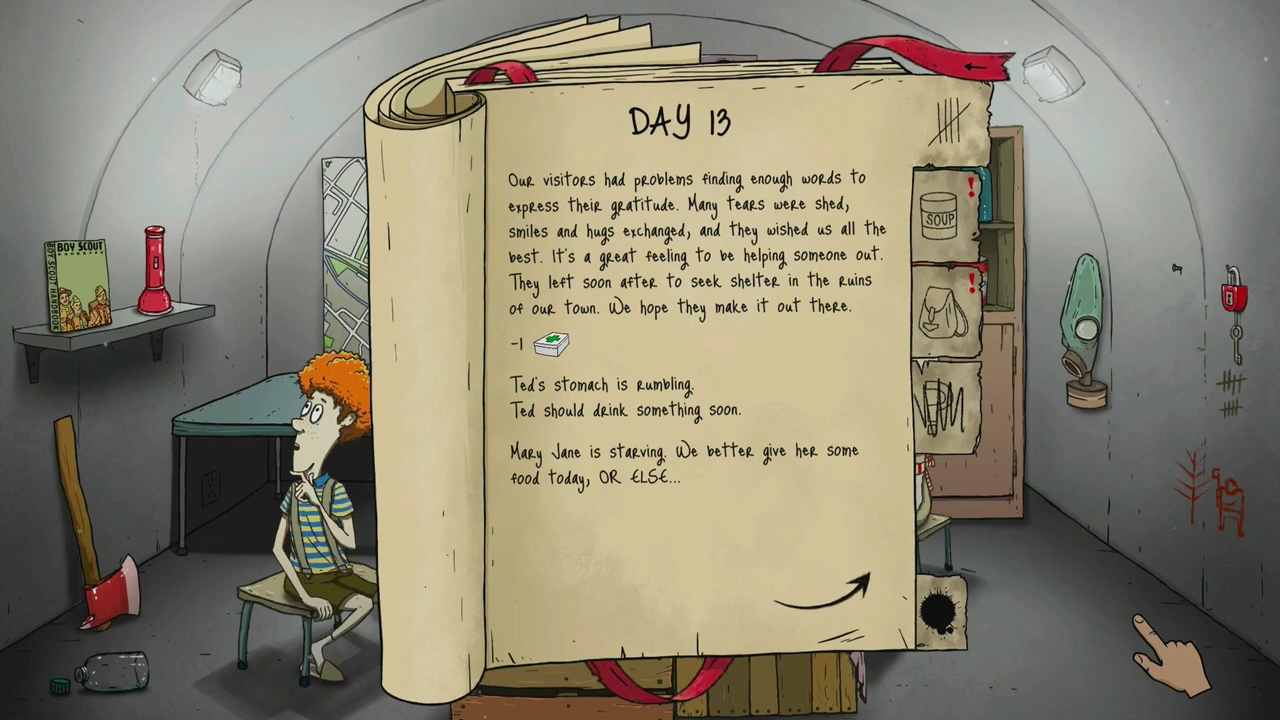 DAY 13
Our visitors had problems finding enough words to
express their gratitude. Many tears were shed,
smiles and hugs exchanged, and they wished us all the
best. It's a great feeling to be helping someone out.
They left soon after to seek shelter in the ruins
of our town. We hope they make it out there.
-1
Ted's stomach is rumbling.
Ted should drink something soon.
Mary Jane is starving. We better give her some
food today, OR ELSE...
!
SOUP
!
BOY SCOUT
HANDBOOK
BOY SCOUT HANDBOOK